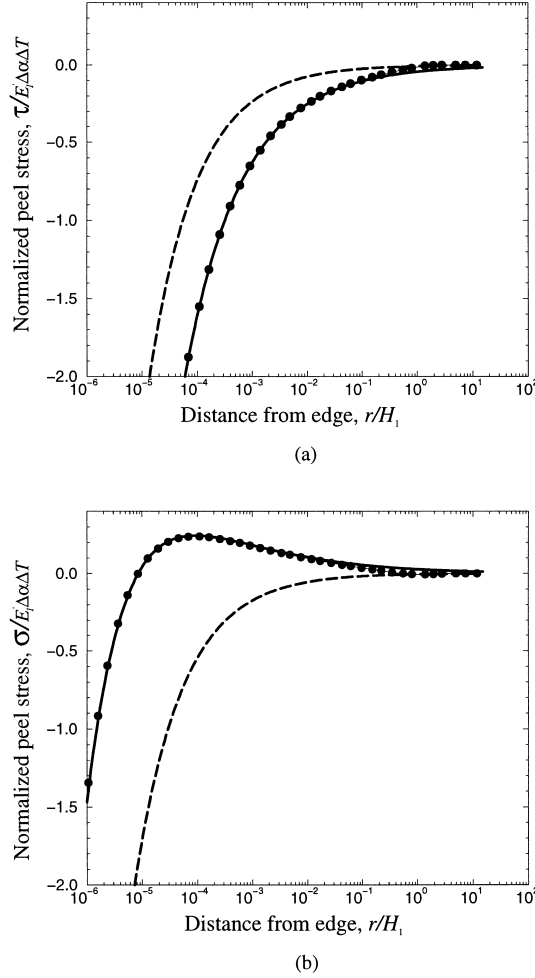 0.0
−0.5
−1.0
−1.5
−2.0
Normalized peel stress, τ/EᵢΔαΔT
10⁻⁶ 10⁻⁵ 10⁻⁴ 10⁻³ 10⁻² 10⁻¹ 10⁰ 10¹ 10²
Distance from edge, r/H₁
(a)
0.0
−0.5
−1.0
−1.5
−2.0
Normalized peel stress, σ/EᵢΔαΔT
10⁻⁶ 10⁻⁵ 10⁻⁴ 10⁻³ 10⁻² 10⁻¹ 10⁰ 10¹ 10²
Distance from edge, r/H₁
(b)